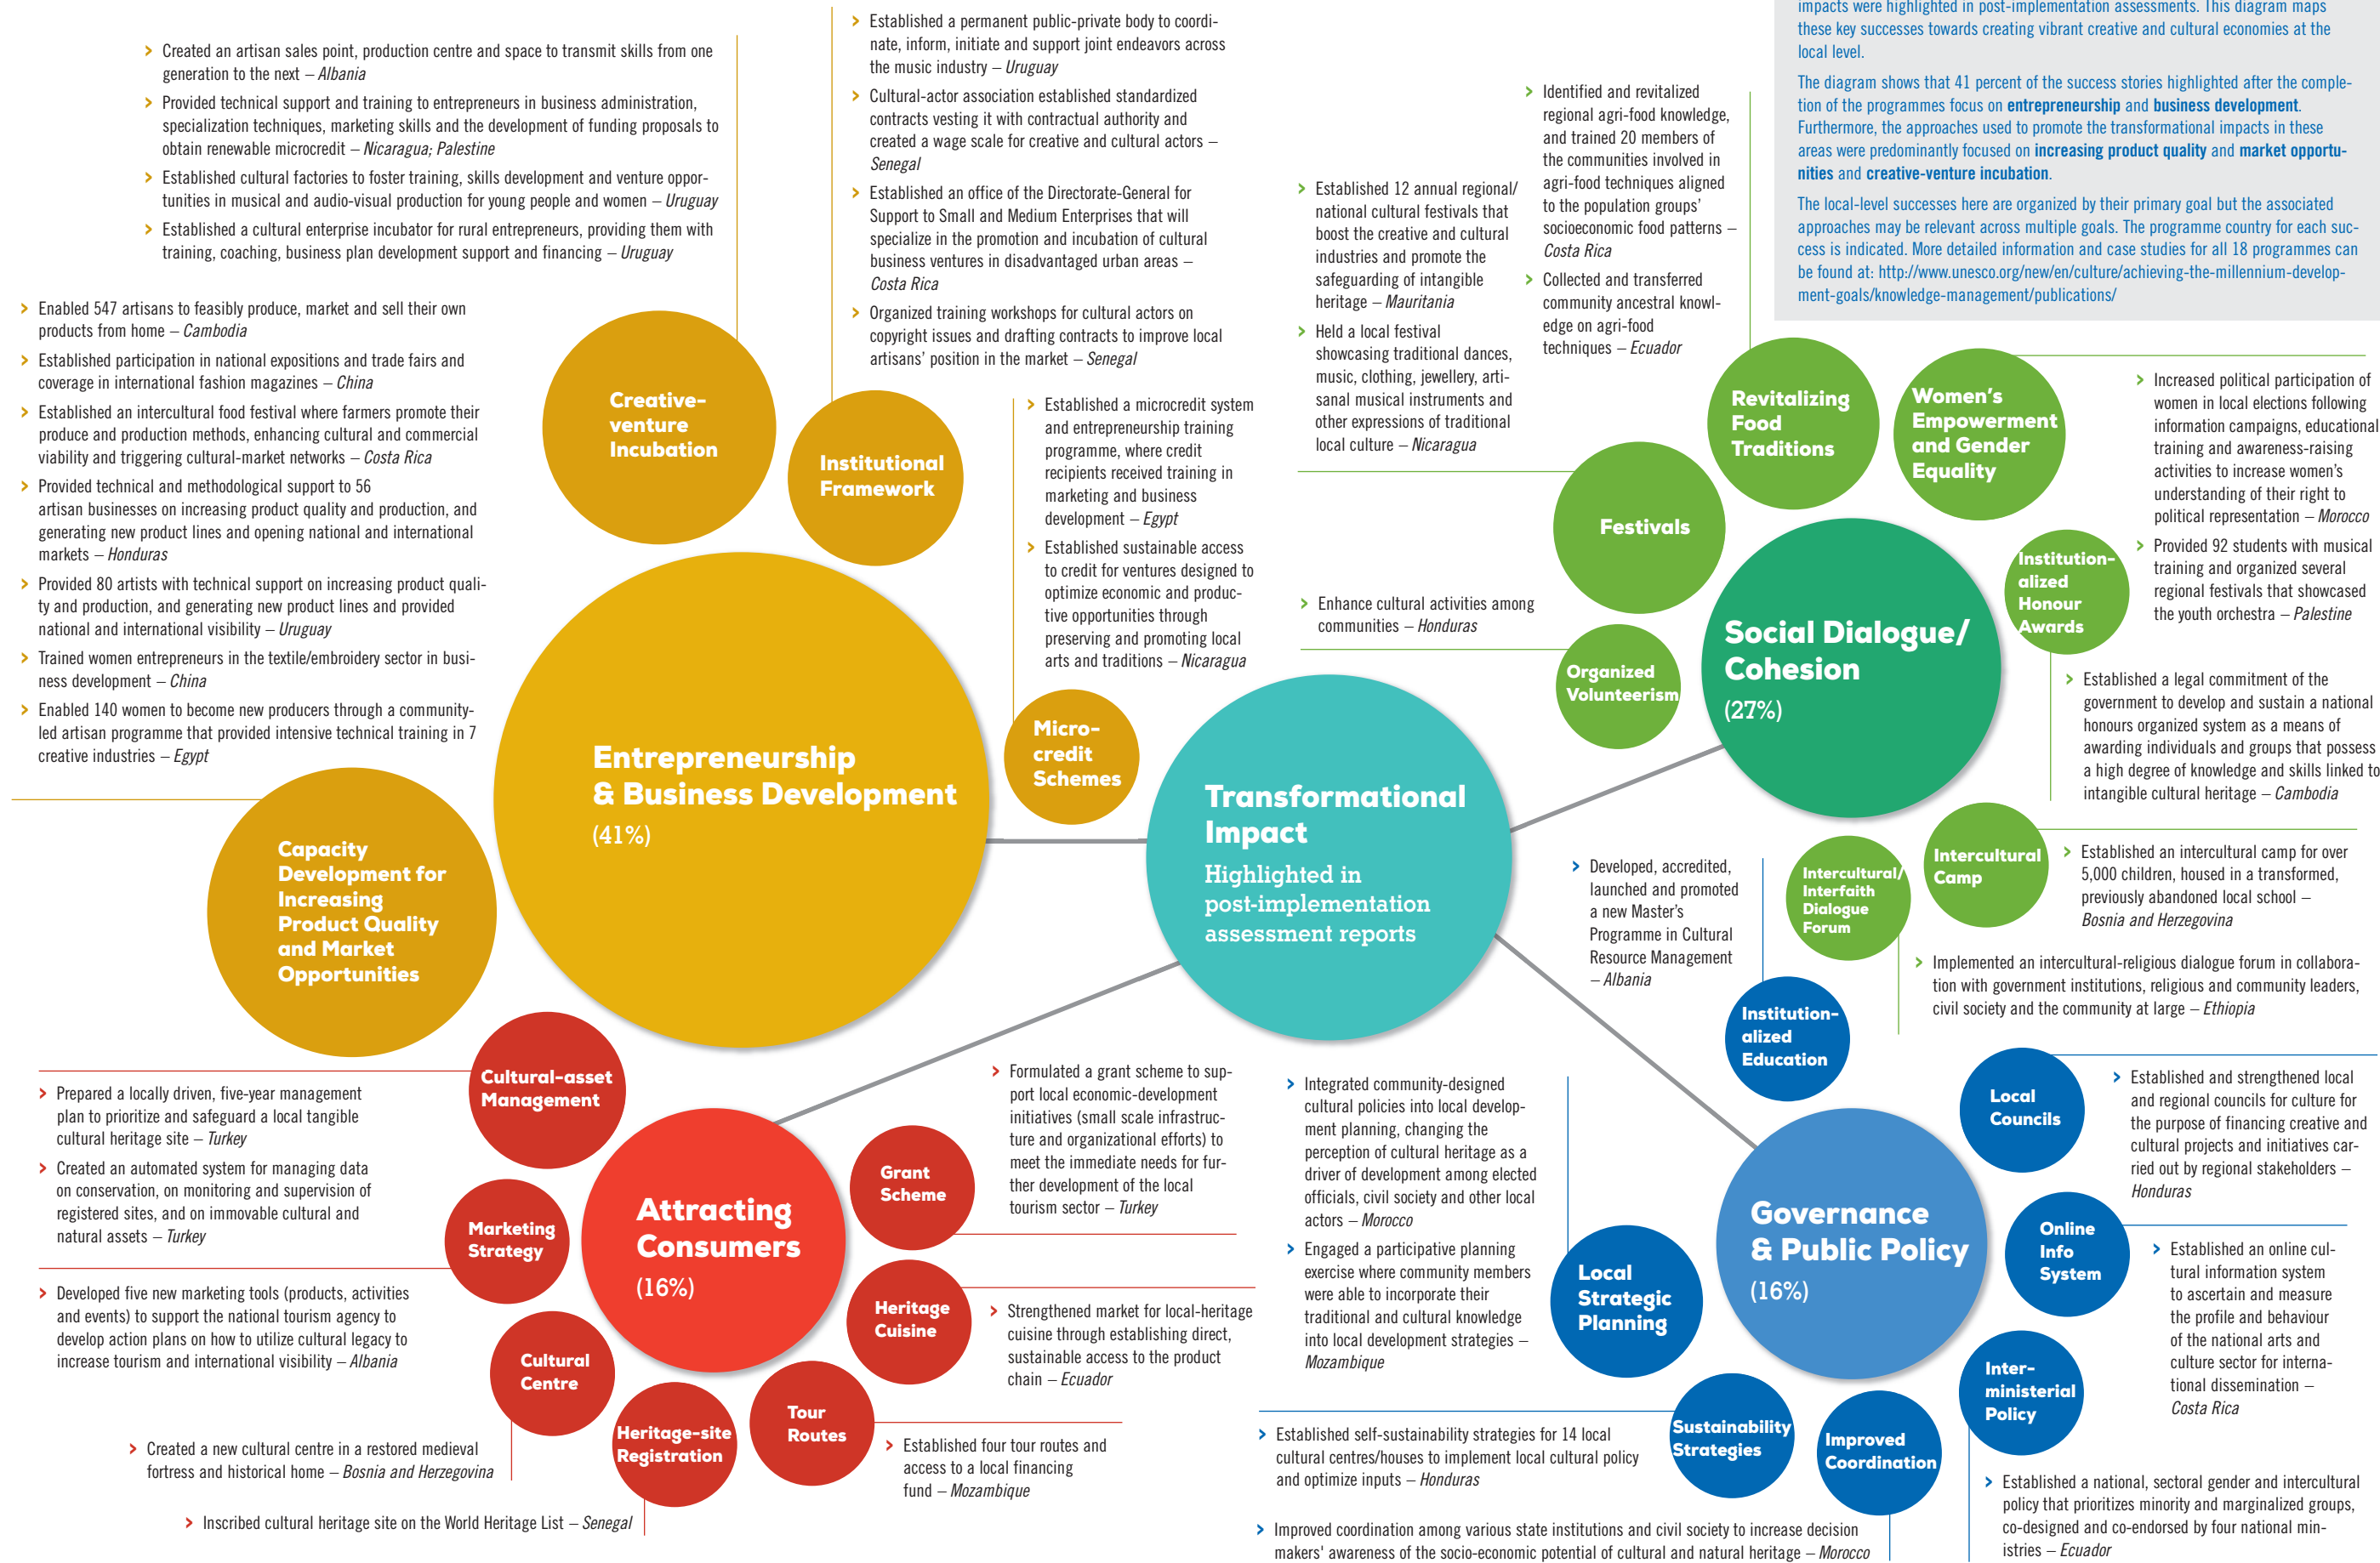 › Created an artisan sales point, production centre and space to transmit skills from one
generation to the next – Albania
› Provided technical support and training to entrepreneurs in business administration,
specialization techniques, marketing skills and the development of funding proposals to
obtain renewable microcredit – Nicaragua; Palestine
› Established cultural factories to foster training, skills development and venture oppor-
tunities in musical and audio-visual production for young people and women – Uruguay
› Established a cultural enterprise incubator for rural entrepreneurs, providing them with
training, coaching, business plan development support and financing – Uruguay
› Established a permanent public-private body to coordi-
nate, inform, initiate and support joint endeavors across
the music industry – Uruguay
› Cultural-actor association established standardized
contracts vesting it with contractual authority and
created a wage scale for creative and cultural actors –
Senegal
› Established an office of the Directorate-General for
Support to Small and Medium Enterprises that will
specialize in the promotion and incubation of cultural
business ventures in disadvantaged urban areas –
Costa Rica
› Organized training workshops for cultural actors on
copyright issues and drafting contracts to improve local
artisans’ position in the market – Senegal
› Enabled 547 artisans to feasibly produce, market and sell their own
products from home – Cambodia
› Established participation in national expositions and trade fairs and
coverage in international fashion magazines – China
› Established an intercultural food festival where farmers promote their
produce and production methods, enhancing cultural and commercial
viability and triggering cultural-market networks – Costa Rica
› Provided technical and methodological support to 56
artisan businesses on increasing product quality and production, and
generating new product lines and opening national and international
markets – Honduras
› Provided 80 artists with technical support on increasing product quali-
ty and production, and generating new product lines and provided
national and international visibility – Uruguay
› Trained women entrepreneurs in the textile/embroidery sector in busi-
ness development – China
› Enabled 140 women to become new producers through a community-
led artisan programme that provided intensive technical training in 7
creative industries – Egypt
Creative-
venture
Incubation
Institutional
Framework
› Established a microcredit system
and entrepreneurship training
programme, where credit
recipients received training in
marketing and business
development – Egypt
› Established sustainable access
to credit for ventures designed to
optimize economic and produc-
tive opportunities through
preserving and promoting local
arts and traditions – Nicaragua
Micro-
credit
Schemes
Entrepreneurship
& Business Development
(41%)
Capacity
Development for
Increasing
Product Quality
and Market
Opportunities
Transformational
Impact
Highlighted in
post-implementation
assessment reports
impacts were highlighted in post-implementation assessments. This diagram maps
these key successes towards creating vibrant creative and cultural economies at the
local level.
The diagram shows that 41 percent of the success stories highlighted after the comple-
tion of the programmes focus on entrepreneurship and business development.
Furthermore, the approaches used to promote the transformational impacts in these
areas were predominantly focused on increasing product quality and market opportu-
nities and creative-venture incubation.
The local-level successes here are organized by their primary goal but the associated
approaches may be relevant across multiple goals. The programme country for each suc-
cess is indicated. More detailed information and case studies for all 18 programmes can
be found at: http://www.unesco.org/new/en/culture/achieving-the-millennium-develop-
ment-goals/knowledge-management/publications/
› Identified and revitalized
regional agri-food knowledge,
and trained 20 members of
the communities involved in
agri-food techniques aligned
to the population groups’
socioeconomic food patterns –
Costa Rica
› Collected and transferred
community ancestral knowl-
edge on agri-food
techniques – Ecuador
› Established 12 annual regional/
national cultural festivals that
boost the creative and cultural
industries and promote the
safeguarding of intangible
heritage – Mauritania
› Held a local festival
showcasing traditional dances,
music, clothing, jewellery, arti-
sanal musical instruments and
other expressions of traditional
local culture – Nicaragua
Revitalizing
Food
Traditions
Women’s
Empowerment
and Gender
Equality
Festivals
› Increased political participation of
women in local elections following
information campaigns, educational
training and awareness-raising
activities to increase women’s
understanding of their right to
political representation – Morocco
› Provided 92 students with musical
training and organized several
regional festivals that showcased
the youth orchestra – Palestine
Institution-
alized
Honour
Awards
› Enhance cultural activities among
communities – Honduras
Organized
Volunteerism
Social Dialogue/
Cohesion
(27%)
› Established a legal commitment of the
government to develop and sustain a national
honours organized system as a means of
awarding individuals and groups that possess
a high degree of knowledge and skills linked to
intangible cultural heritage – Cambodia
Intercultural
Camp
› Established an intercultural camp for over
5,000 children, housed in a transformed,
previously abandoned local school –
Bosnia and Herzegovina
Intercultural/
Interfaith
Dialogue
Forum
› Implemented an intercultural-religious dialogue forum in collabora-
tion with government institutions, religious and community leaders,
civil society and the community at large – Ethiopia
› Developed, accredited,
launched and promoted
a new Master’s
Programme in Cultural
Resource Management
– Albania
Institution-
alized
Education
Cultural-asset
Management
› Prepared a locally driven, five-year management
plan to prioritize and safeguard a local tangible
cultural heritage site – Turkey
› Created an automated system for managing data
on conservation, on monitoring and supervision of
registered sites, and on immovable cultural and
natural assets – Turkey
Marketing
Strategy
› Developed five new marketing tools (products, activities
and events) to support the national tourism agency to
develop action plans on how to utilize cultural legacy to
increase tourism and international visibility – Albania
Cultural
Centre
› Created a new cultural centre in a restored medieval
fortress and historical home – Bosnia and Herzegovina
Heritage-site
Registration
› Inscribed cultural heritage site on the World Heritage List – Senegal
Attracting
Consumers
(16%)
Grant
Scheme
› Formulated a grant scheme to sup-
port local economic-development
initiatives (small scale infrastruc-
ture and organizational efforts) to
meet the immediate needs for fur-
ther development of the local
tourism sector – Turkey
Heritage
Cuisine
› Strengthened market for local-heritage
cuisine through establishing direct,
sustainable access to the product
chain – Ecuador
Tour
Routes
› Established four tour routes and
access to a local financing
fund – Mozambique
› Integrated community-designed
cultural policies into local develop-
ment planning, changing the
perception of cultural heritage as a
driver of development among elected
officials, civil society and other local
actors – Morocco
› Engaged a participative planning
exercise where community members
were able to incorporate their
traditional and cultural knowledge
into local development strategies –
Mozambique
Local
Strategic
Planning
Governance
& Public Policy
(16%)
Local
Councils
› Established and strengthened local
and regional councils for culture for
the purpose of financing creative and
cultural projects and initiatives car-
ried out by regional stakeholders –
Honduras
Online
Info
System
› Established an online cul-
tural information system
to ascertain and measure
the profile and behaviour
of the national arts and
culture sector for interna-
tional dissemination –
Costa Rica
Inter-
ministerial
Policy
› Established a national, sectoral gender and intercultural
policy that prioritizes minority and marginalized groups,
co-designed and co-endorsed by four national min-
istries – Ecuador
Sustainability
Strategies
› Established self-sustainability strategies for 14 local
cultural centres/houses to implement local cultural policy
and optimize inputs – Honduras
Improved
Coordination
› Improved coordination among various state institutions and civil society to increase decision
makers' awareness of the socio-economic potential of cultural and natural heritage – Morocco